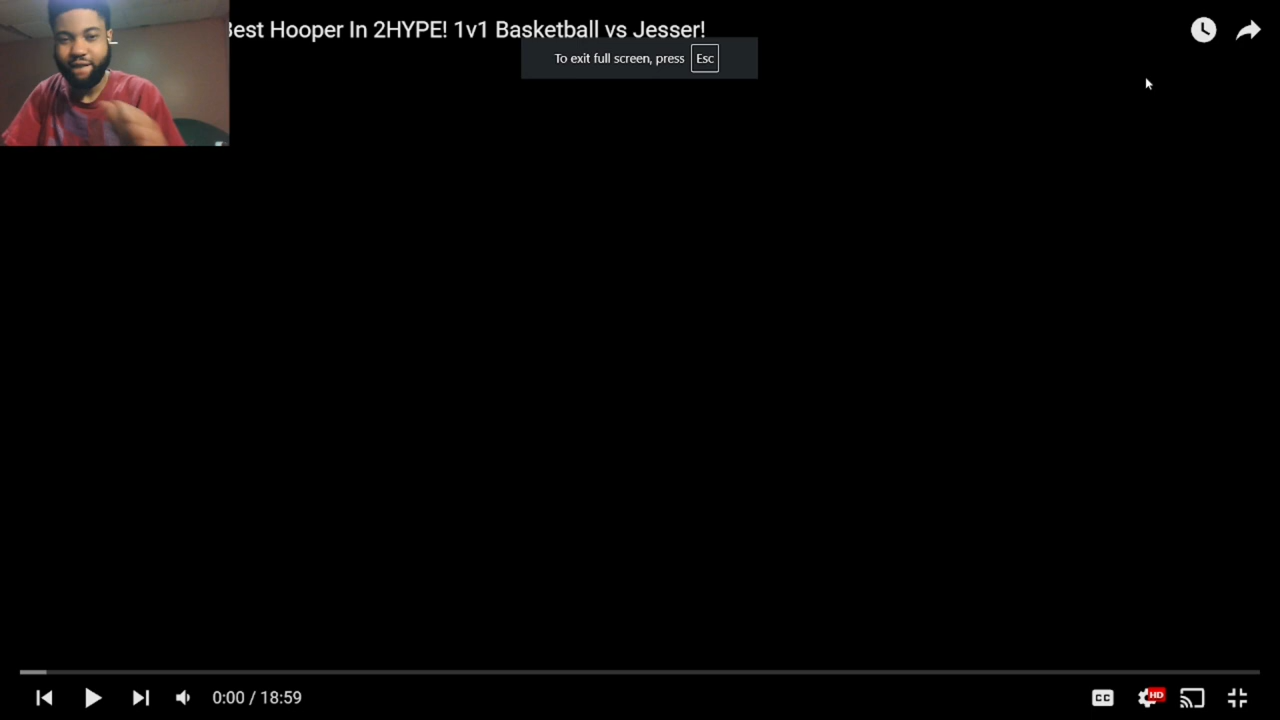 Best Hooper In 2HYPE! 1v1 Basketball vs Jesser!
To exit full screen, press Esc
0:00 / 18:59
CC
HD